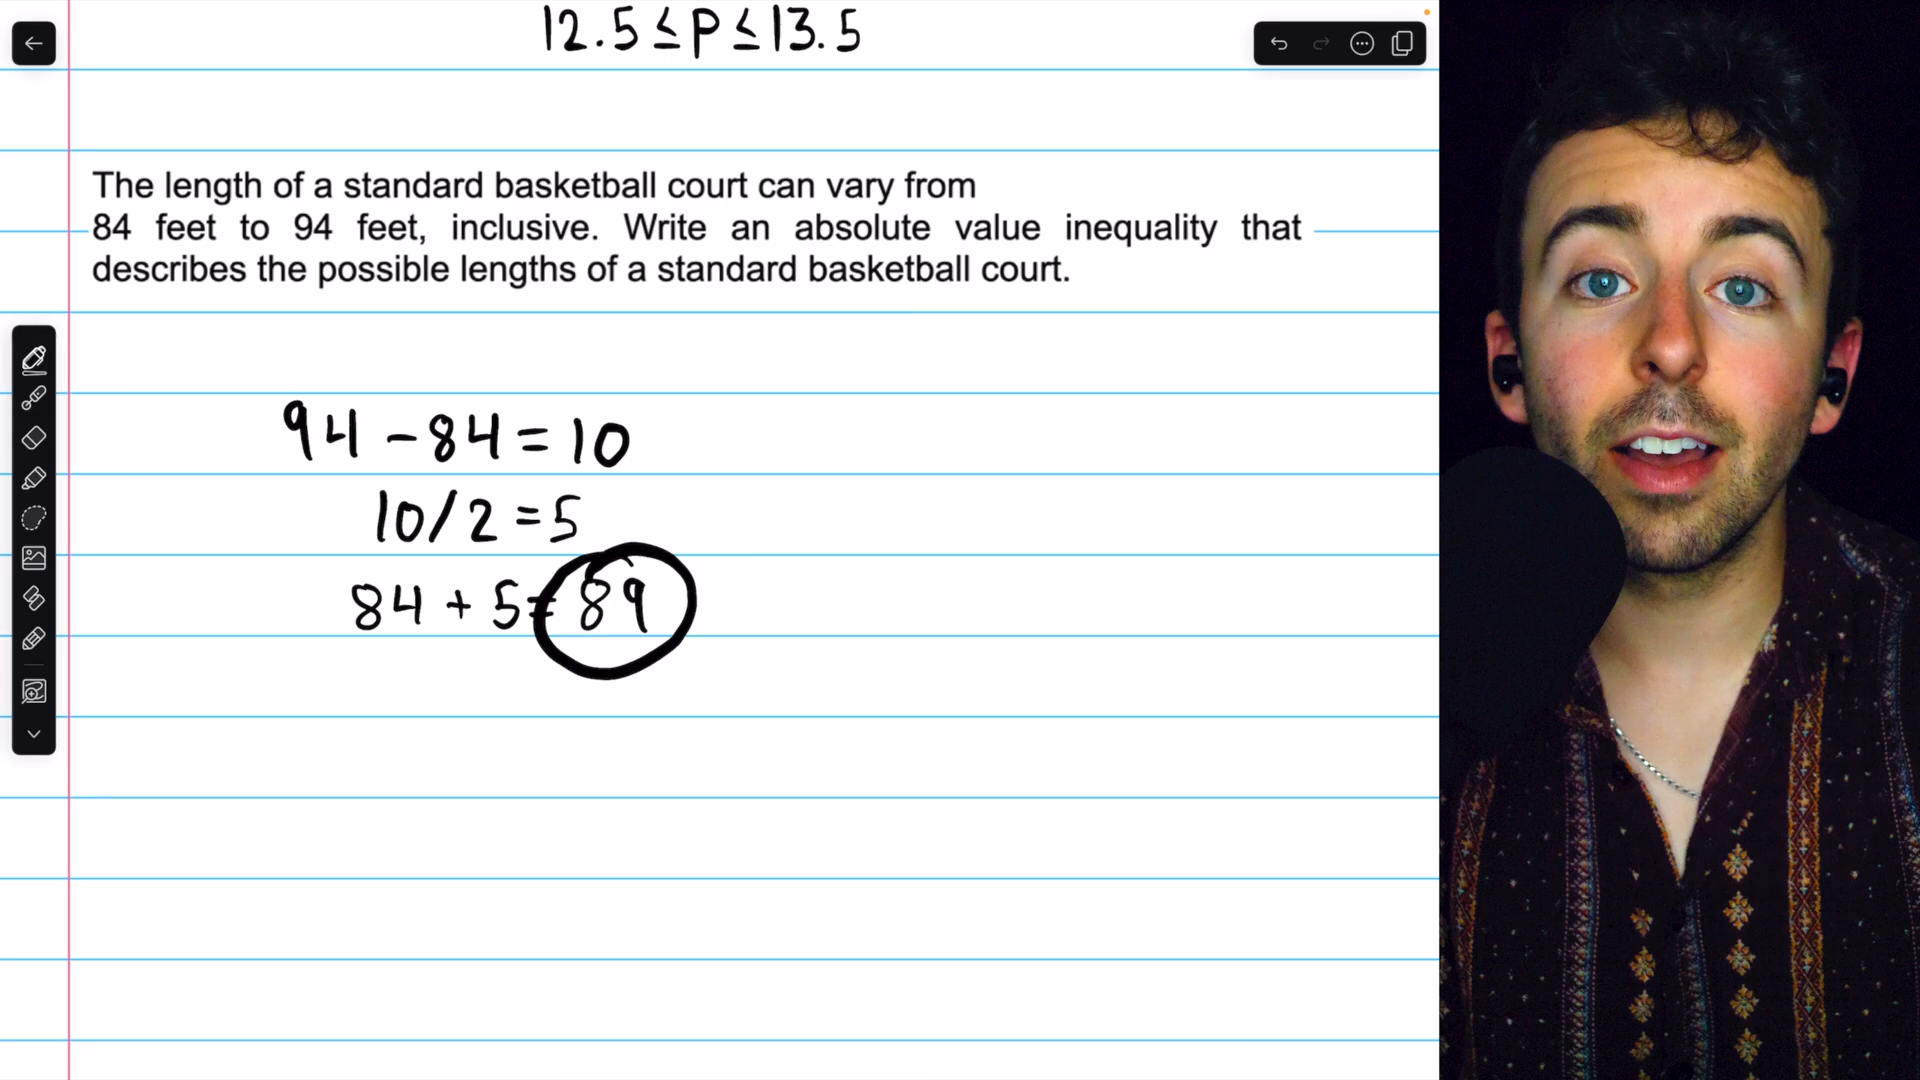 12.5 ≤ p ≤ 13.5
The length of a standard basketball court can vary from
84 feet to 94 feet, inclusive. Write an absolute value inequality that
describes the possible lengths of a standard basketball court.
94 - 84 = 10
10/2 = 5
84 + 5 = 89